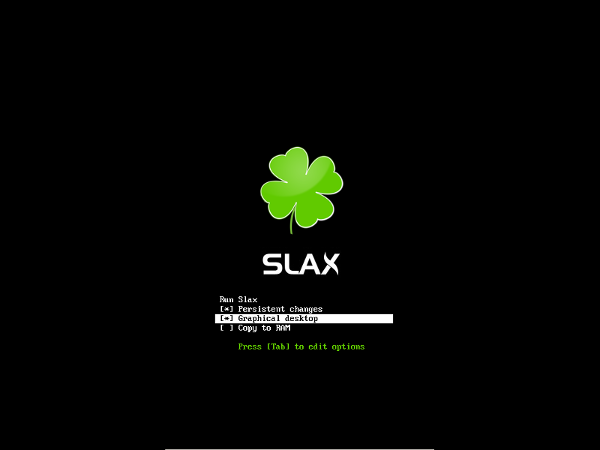 SLAX
Run Slax
[*] Persistent changes
[*] Graphical desktop
[ ] Copy to RAM
Press [Tab] to edit options